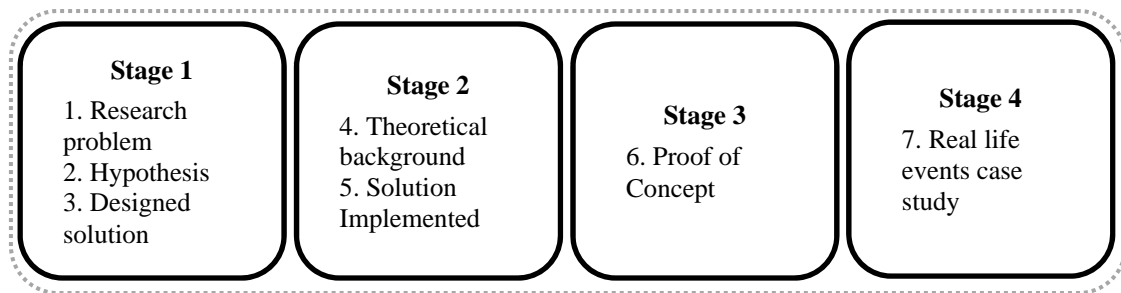 Stage 1
1. Research
problem
2. Hypothesis
3. Designed
solution
Stage 2
4. Theoretical
background
5. Solution
Implemented
Stage 3
6. Proof of
Concept
Stage 4
7. Real life
events case
study